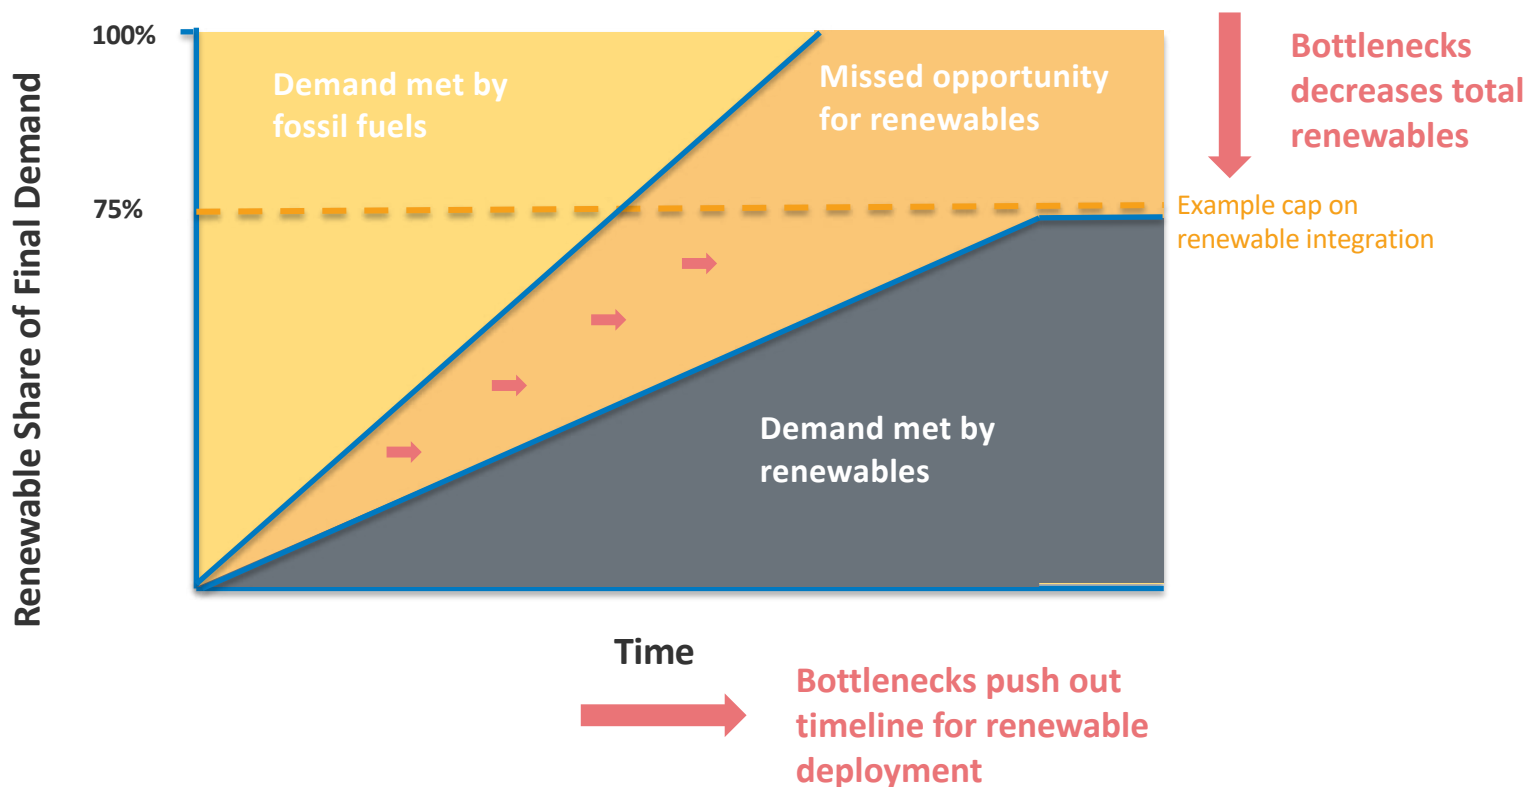 100%
75%
Renewable Share of Final Demand
Demand met by
fossil fuels
Missed opportunity
for renewables
Bottlenecks
decreases total
renewables
Example cap on
renewable integration
Demand met by
renewables
Time
Bottlenecks push out
timeline for renewable
deployment